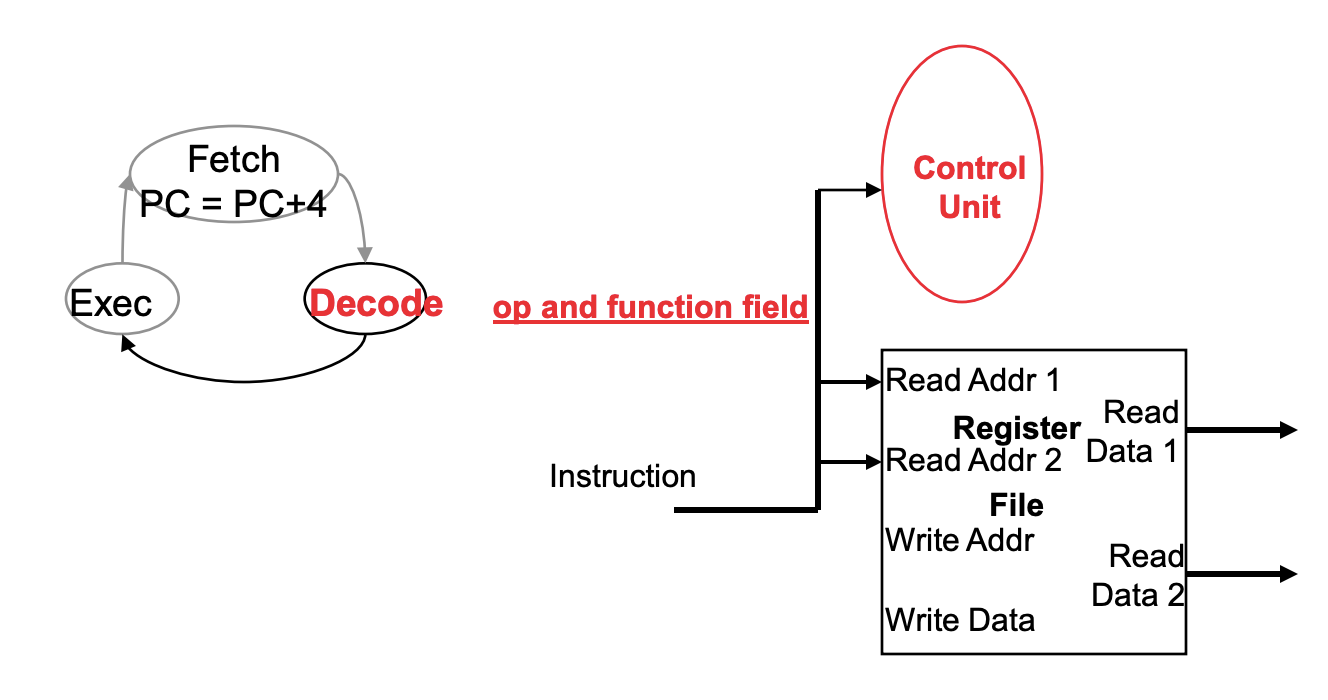 Fetch
PC = PC+4
Exec
Decode
op and function field
Control
Unit
Instruction
Read Addr 1
Register
Read Addr 2
File
Write Addr
Write Data
Read
Data 1
Read
Data 2